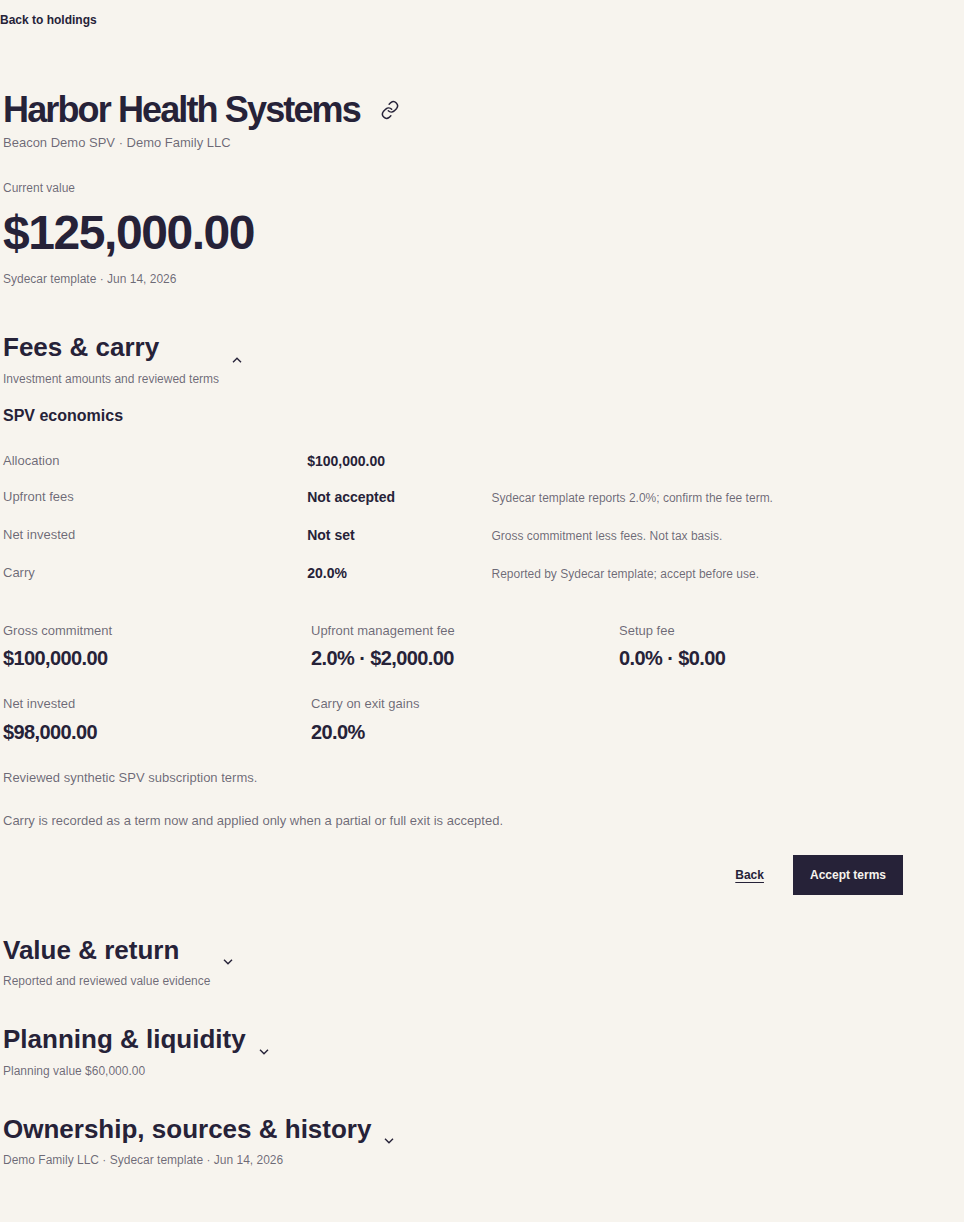 Back to holdings
Harbor Health Systems
Beacon Demo SPV · Demo Family LLC
Current value
$125,000.00
Sydecar template · Jun 14, 2026
Fees & carry
Investment amounts and reviewed terms
SPV economics
Allocation $100,000.00
Upfront fees Not accepted Sydecar template reports 2.0%; confirm the fee term.
Net invested Not set Gross commitment less fees. Not tax basis.
Carry 20.0% Reported by Sydecar template; accept before use.
Gross commitment Upfront management fee Setup fee
$100,000.00 2.0% · $2,000.00 0.0% · $0.00
Net invested Carry on exit gains
$98,000.00 20.0%
Reviewed synthetic SPV subscription terms.
Carry is recorded as a term now and applied only when a partial or full exit is accepted.
Back Accept terms
Value & return
Reported and reviewed value evidence
Planning & liquidity
Planning value $60,000.00
Ownership, sources & history
Demo Family LLC · Sydecar template · Jun 14, 2026